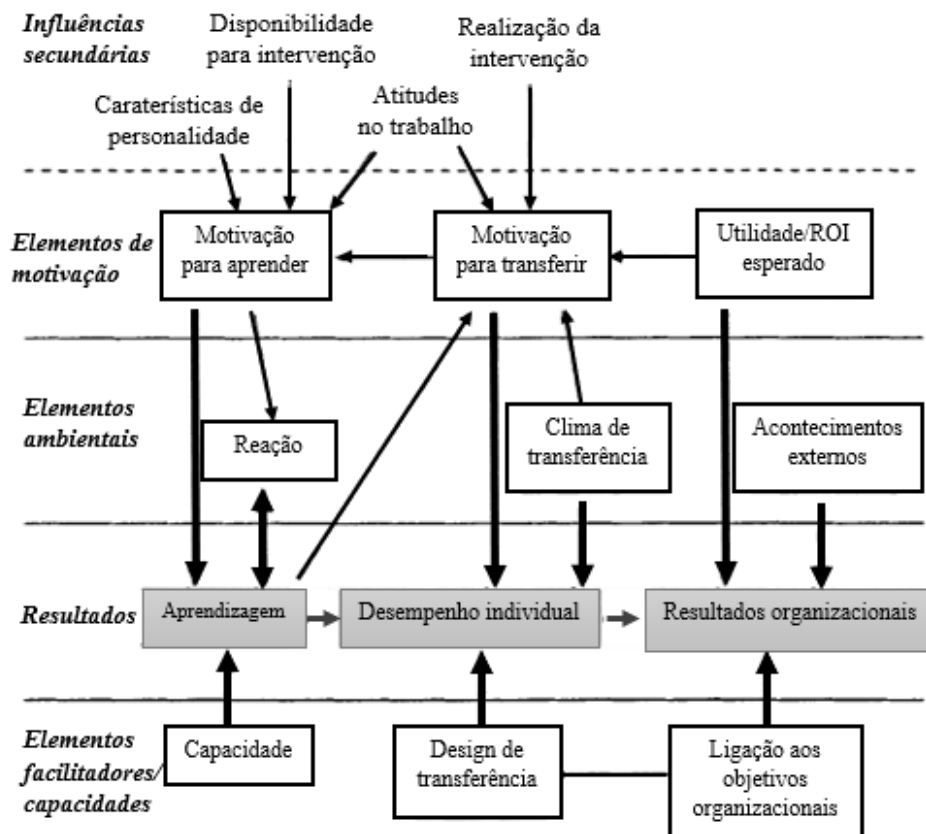 Influências
secundárias
Disponibilidade
para intervenção
Realização da
intervenção
Caraterísticas de
personalidade
Atitudes
no trabalho
Elementos de
motivação
Motivação
para aprender
Motivação
para transferir
Utilidade/ROI
esperado
Elementos
ambientais
Reação
Clima de
transferência
Acontecimentos
externos
Resultados
Aprendizagem
Desempenho individual
Resultados organizacionais
Elementos
facilitadores/
capacidades
Capacidade
Design de
transferência
Ligação aos
objetivos
organizacionais